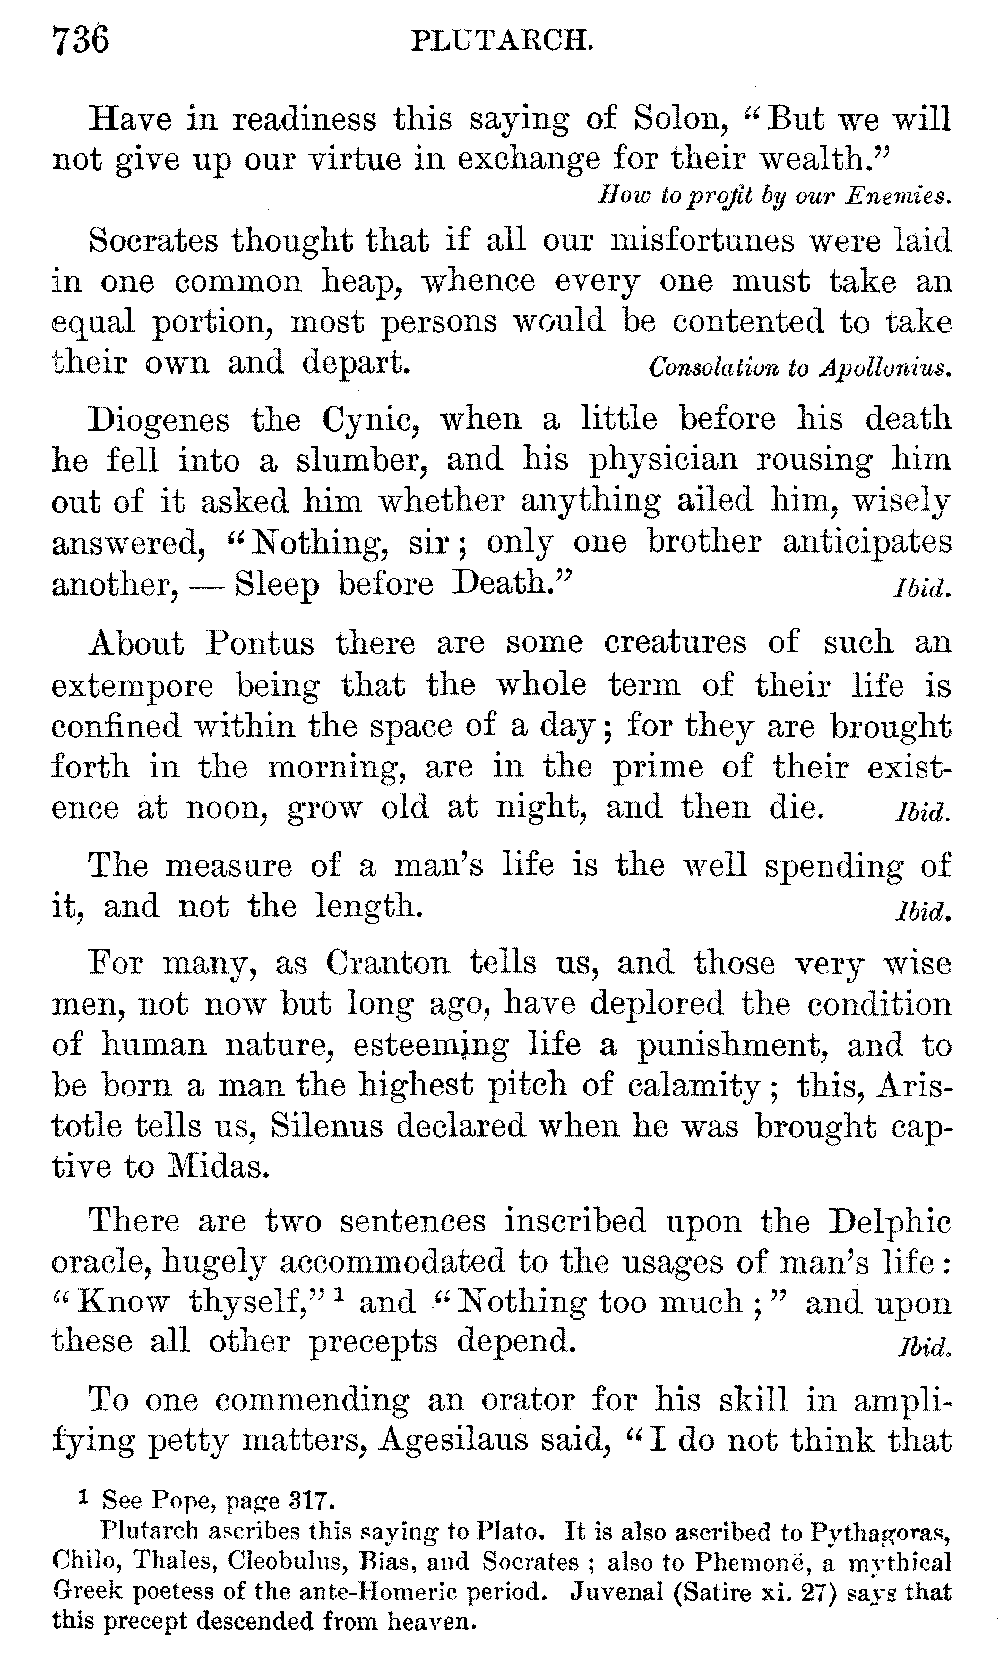 736 PLUTARCH.
Have in readiness this saying of Solon, “But we will
not give up our virtue in exchange for their wealth.”
How to profit by our Enemies.
Socrates thought that if all our misfortunes were laid
in one common heap, whence every one must take an
equal portion, most persons would be contented to take
their own and depart. Consolation to Apollonius.
Diogenes the Cynic, when a little before his death
he fell into a slumber, and his physician rousing him
out of it asked him whether anything ailed him, wisely
answered, “Nothing, sir; only one brother anticipates
another, — Sleep before Death.” Ibid.
About Pontus there are some creatures of such an
extempore being that the whole term of their life is
confined within the space of a day; for they are brought
forth in the morning, are in the prime of their exist-
ence at noon, grow old at night, and then die. Ibid.
The measure of a man's life is the well spending of
it, and not the length. Ibid.
For many, as Cranton tells us, and those very wise
men, not now but long ago, have deplored the condition
of human nature, esteeming life a punishment, and to
be born a man the highest pitch of calamity; this, Aris-
totle tells us, Silenus declared when he was brought cap-
tive to Midas.
There are two sentences inscribed upon the Delphic
oracle, hugely accommodated to the usages of man's life:
“Know thyself,” 1 and “Nothing too much;” and upon
these all other precepts depend. Ibid.
To one commending an orator for his skill in ampli-
fying petty matters, Agesilaus said, “I do not think that
1 See Pope, page 317.
Plutarch ascribes this saying to Plato. It is also ascribed to Pythagoras,
Chilo, Thales, Cleobulus, Bias, and Socrates; also to Phemonë, a mythical
Greek poetess of the ante-Homeric period. Juvenal (Satire xi. 27) says that
this precept descended from heaven.